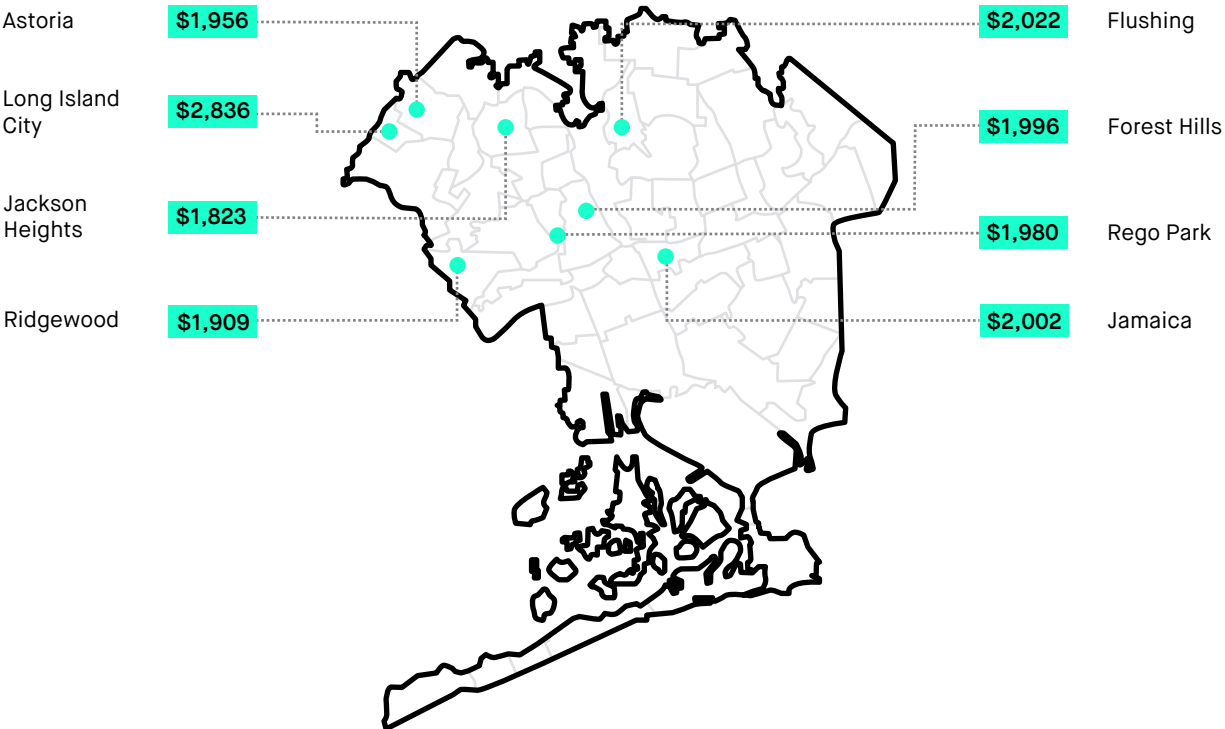 Astoria
$1,956
Long Island
City
$2,836
Jackson
Heights
$1,823
Ridgewood
$1,909
$2,022
Flushing
$1,996
Forest Hills
$1,980
Rego Park
$2,002
Jamaica